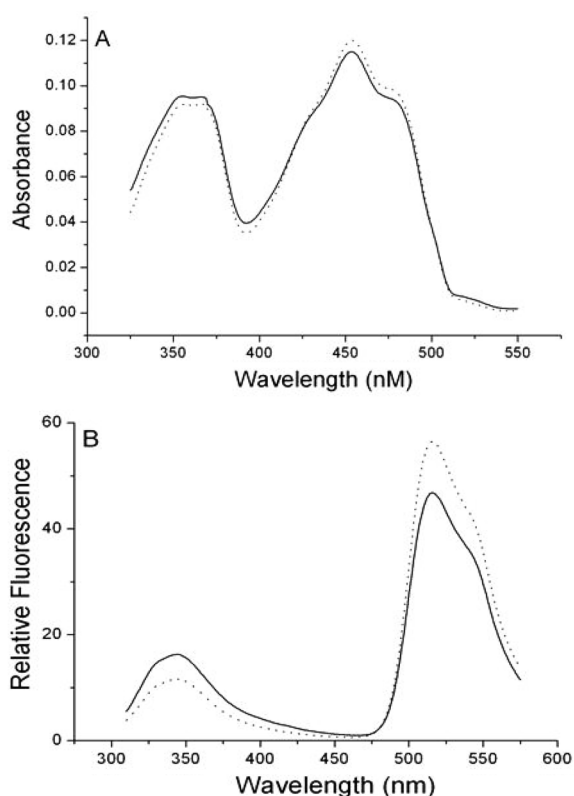 A
0.12
0.10
0.08
0.06
0.04
0.02
0.00
Absorbance
300 350 400 450 500 550
Wavelength (nM)
B
60
40
20
0
Relative Fluorescence
300 350 400 450 500 550 600
Wavelength (nm)